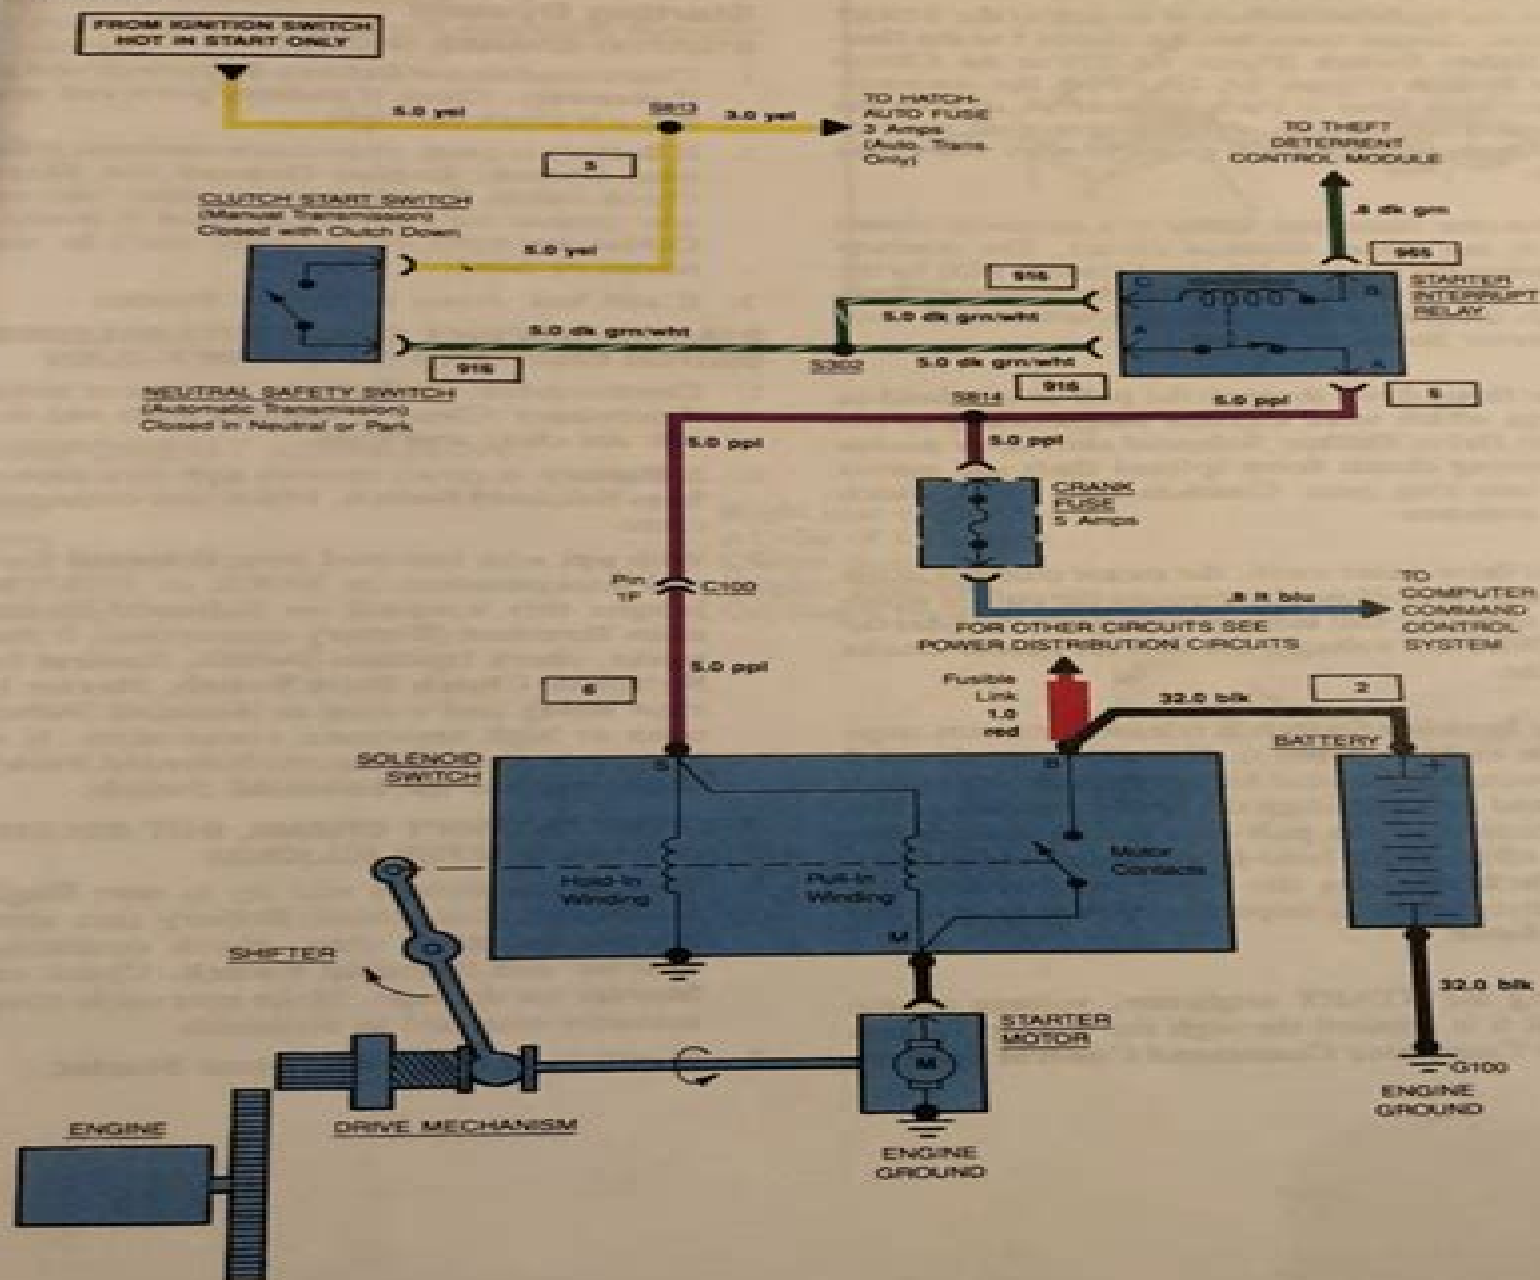 FROM IGNITION SWITCH
HOT IN START ONLY
5.0 yel
S813
3.0 yel
TO HATCH-
AUTO FUSE
3 Amps
(Auto. Trans.
Only)
TO THEFT
DETERRENT
CONTROL MODULE
.8 dk grn
CLUTCH START SWITCH
(Manual Transmission)
Closed with Clutch Down
5.0 yel
5.0 dk grn/wht
916
NEUTRAL SAFETY SWITCH
(Automatic Transmission)
Closed in Neutral or Park
S302
5.0 dk grn/wht
5.0 dk grn/wht
916
STARTER
INTERRUPT
RELAY
S814
5.0 ppl
5.0 ppl
5.0 ppl
CRANK
FUSE
5 Amps
Pin
1F
C100
.8 lt blu
TO
COMPUTER
COMMAND
CONTROL
SYSTEM
FOR OTHER CIRCUITS SEE
POWER DISTRIBUTION CIRCUITS
5.0 ppl
6
Fusible
Link
1.0
red
32.0 blk
2
BATTERY
+
SOLENOID
SWITCH
S
B
Hold-In
Winding
Pull-In
Winding
Motor
Contacts
M
SHIFTER
32.0 blk
STARTER
MOTOR
M
G100
ENGINE
GROUND
ENGINE
DRIVE MECHANISM
ENGINE
GROUND